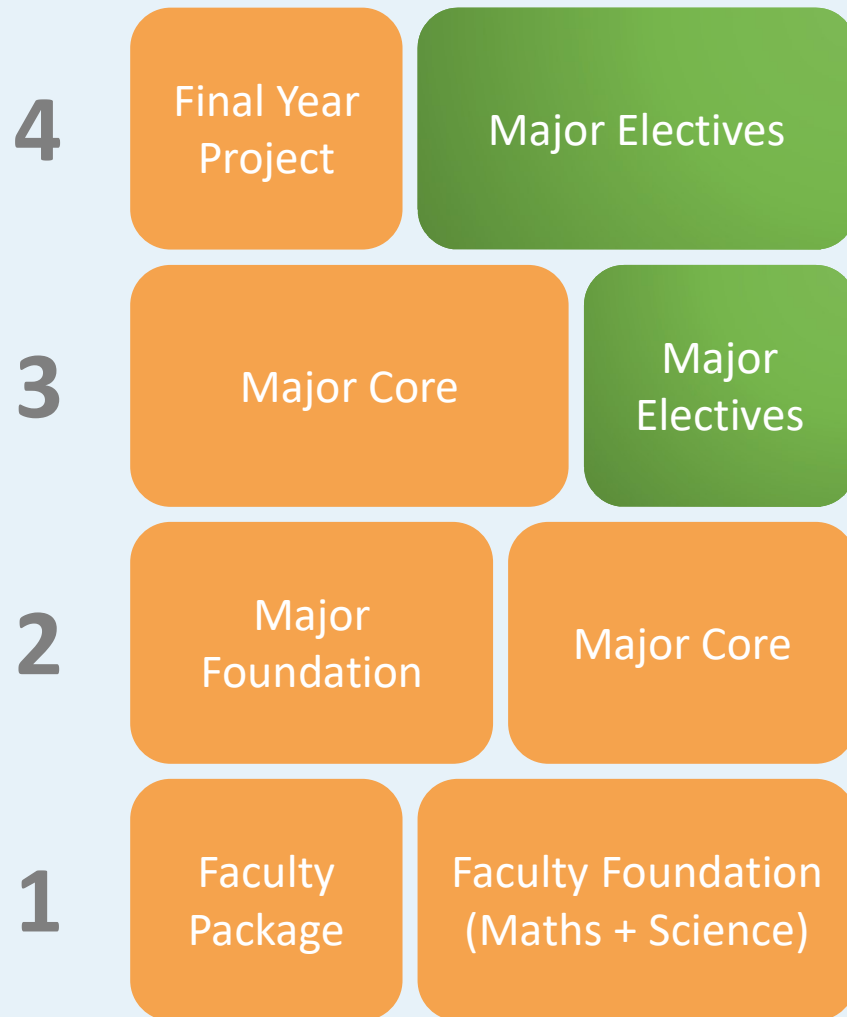 4
Final Year
Project
Major Electives
3
Major Core
Major
Electives
2
Major
Foundation
Major Core
1
Faculty
Package
Faculty Foundation
(Maths + Science)